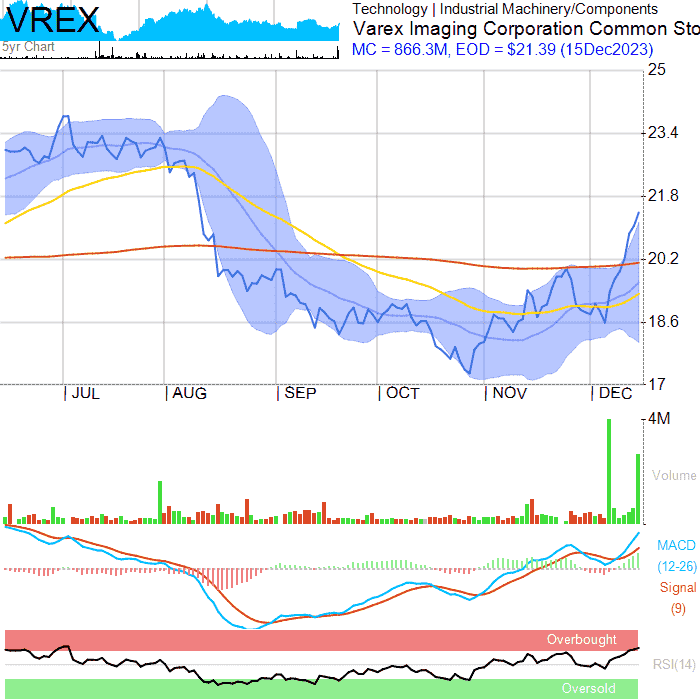 VREX
5yr Chart
Technology | Industrial Machinery/Components
Varex Imaging Corporation Common Sto
MC = 866.3M, EOD = $21.39 (15Dec2023)
25
23.4
21.8
20.2
18.6
17
JUL
AUG
SEP
OCT
NOV
DEC
4M
Volume
MACD
(12-26)
Signal
(9)
Overbought
RSI(14)
Oversold